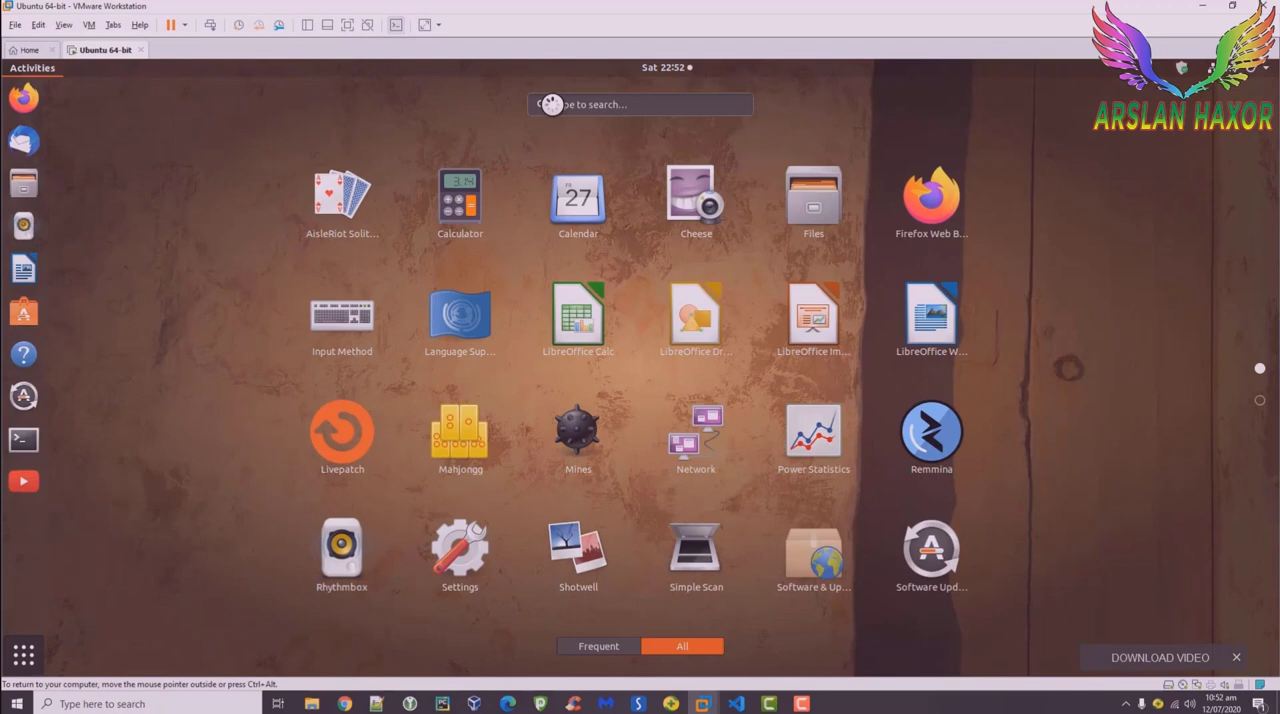 Ubuntu 64-bit - VMware Workstation
File Edit View VM Tabs Help
Home
Ubuntu 64-bit
Activities
Sat 22:52
ARSLAN HAXOR
pe to search...
AisleRiot Solit...
Calculator
Calendar
Cheese
Files
Firefox Web B...
3.14
FRI
27
Input Method
Language Sup...
LibreOffice Calc
LibreOffice Dr...
LibreOffice Im...
LibreOffice W...
Livepatch
Mahjongg
Mines
Network
Power Statistics
Remmina
Rhythmbox
Settings
Shotwell
Simple Scan
Software & Up...
Software Upd...
Frequent
All
DOWNLOAD VIDEO
To return to your computer, move the mouse pointer outside or press Ctrl+Alt.
Type here to search
10:52 am
12/07/2020